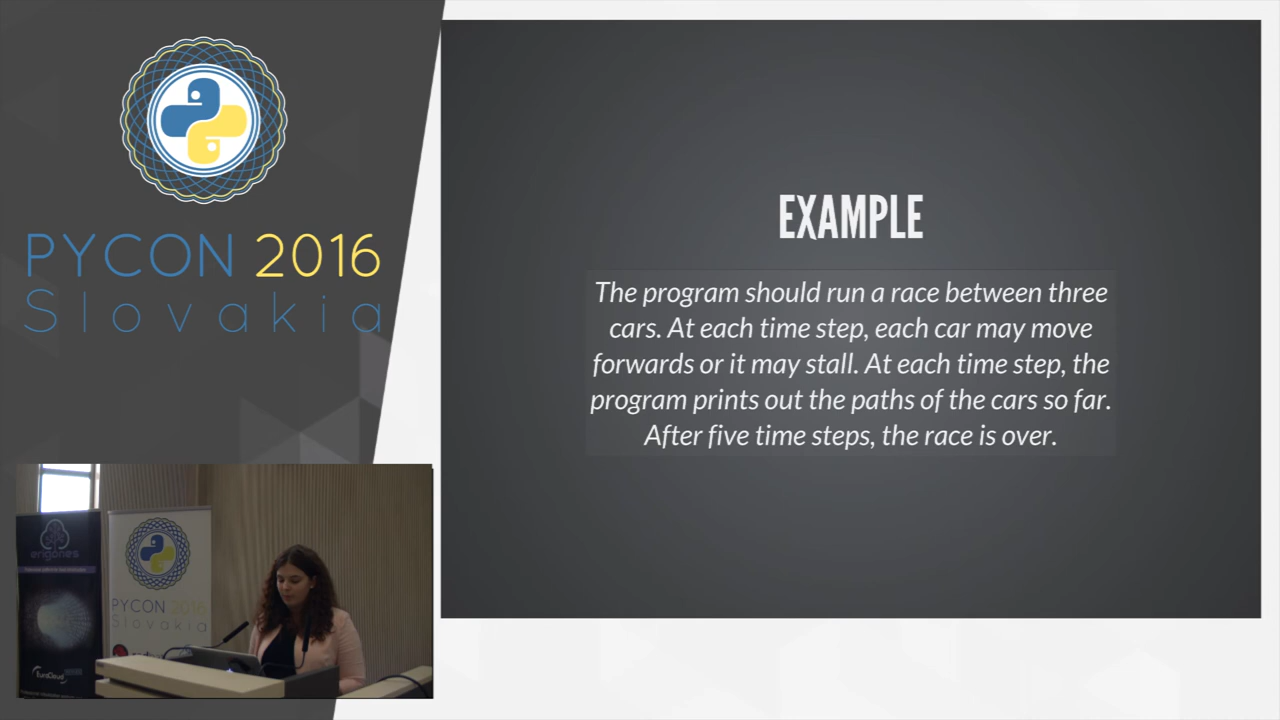 PYCON 2016
Slovakia
EXAMPLE
The program should run a race between three
cars. At each time step, each car may move
forwards or it may stall. At each time step, the
program prints out the paths of the cars so far.
After five time steps, the race is over.
erigones
PYCON 2016
Slovakia
EuroCloud